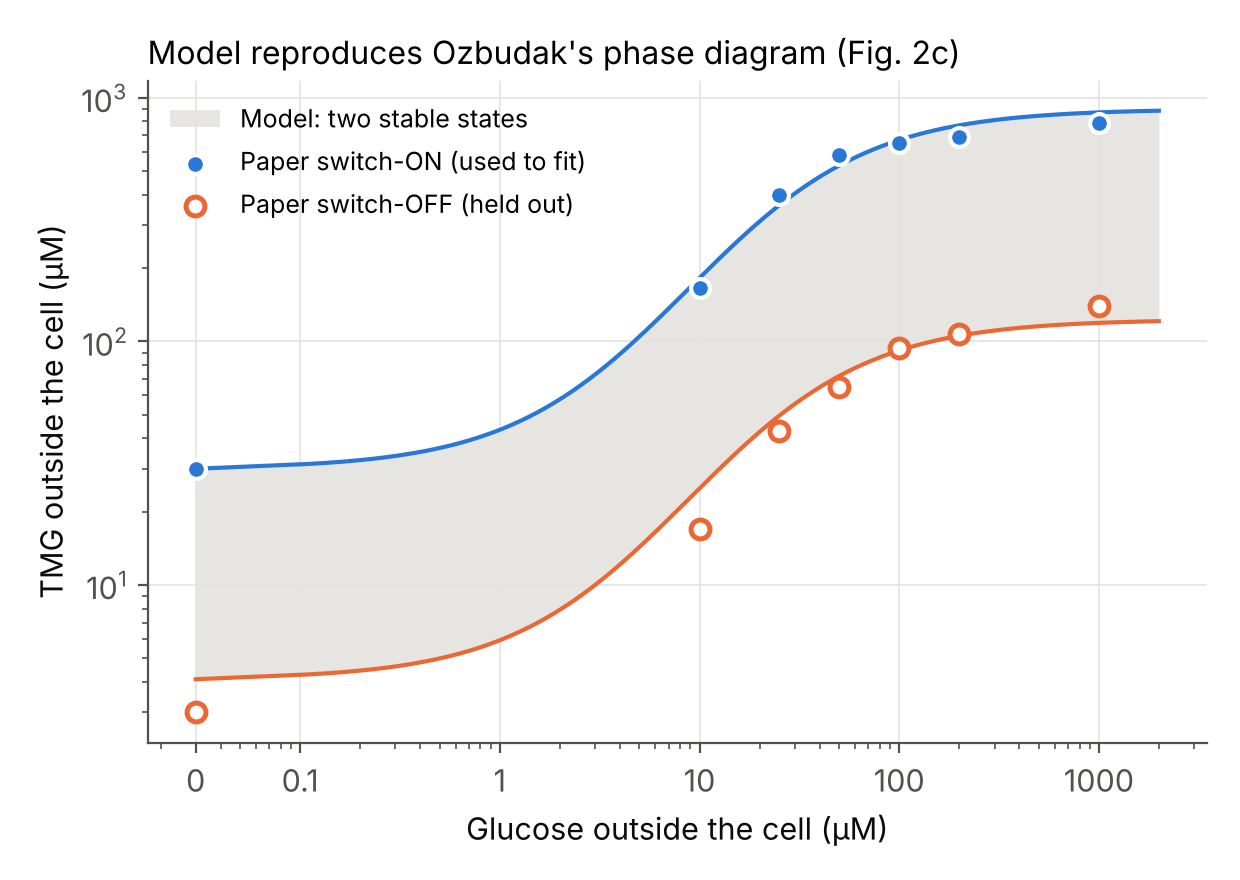 Model reproduces Ozbudak's phase diagram (Fig. 2c)
10³
Model: two stable states
Paper switch-ON (used to fit)
Paper switch-OFF (held out)
10²
10¹
TMG outside the cell (µM)
0 0.1 1 10 100 1000
Glucose outside the cell (µM)